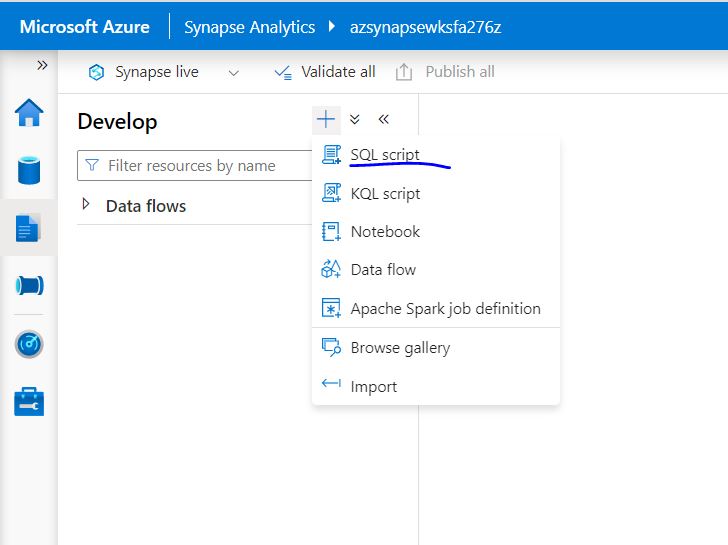 Microsoft Azure Synapse Analytics azsynapsewksfa276z
Synapse live Validate all Publish all
Develop
Filter resources by name
Data flows
SQL script
KQL script
Notebook
Data flow
Apache Spark job definition
Browse gallery
Import